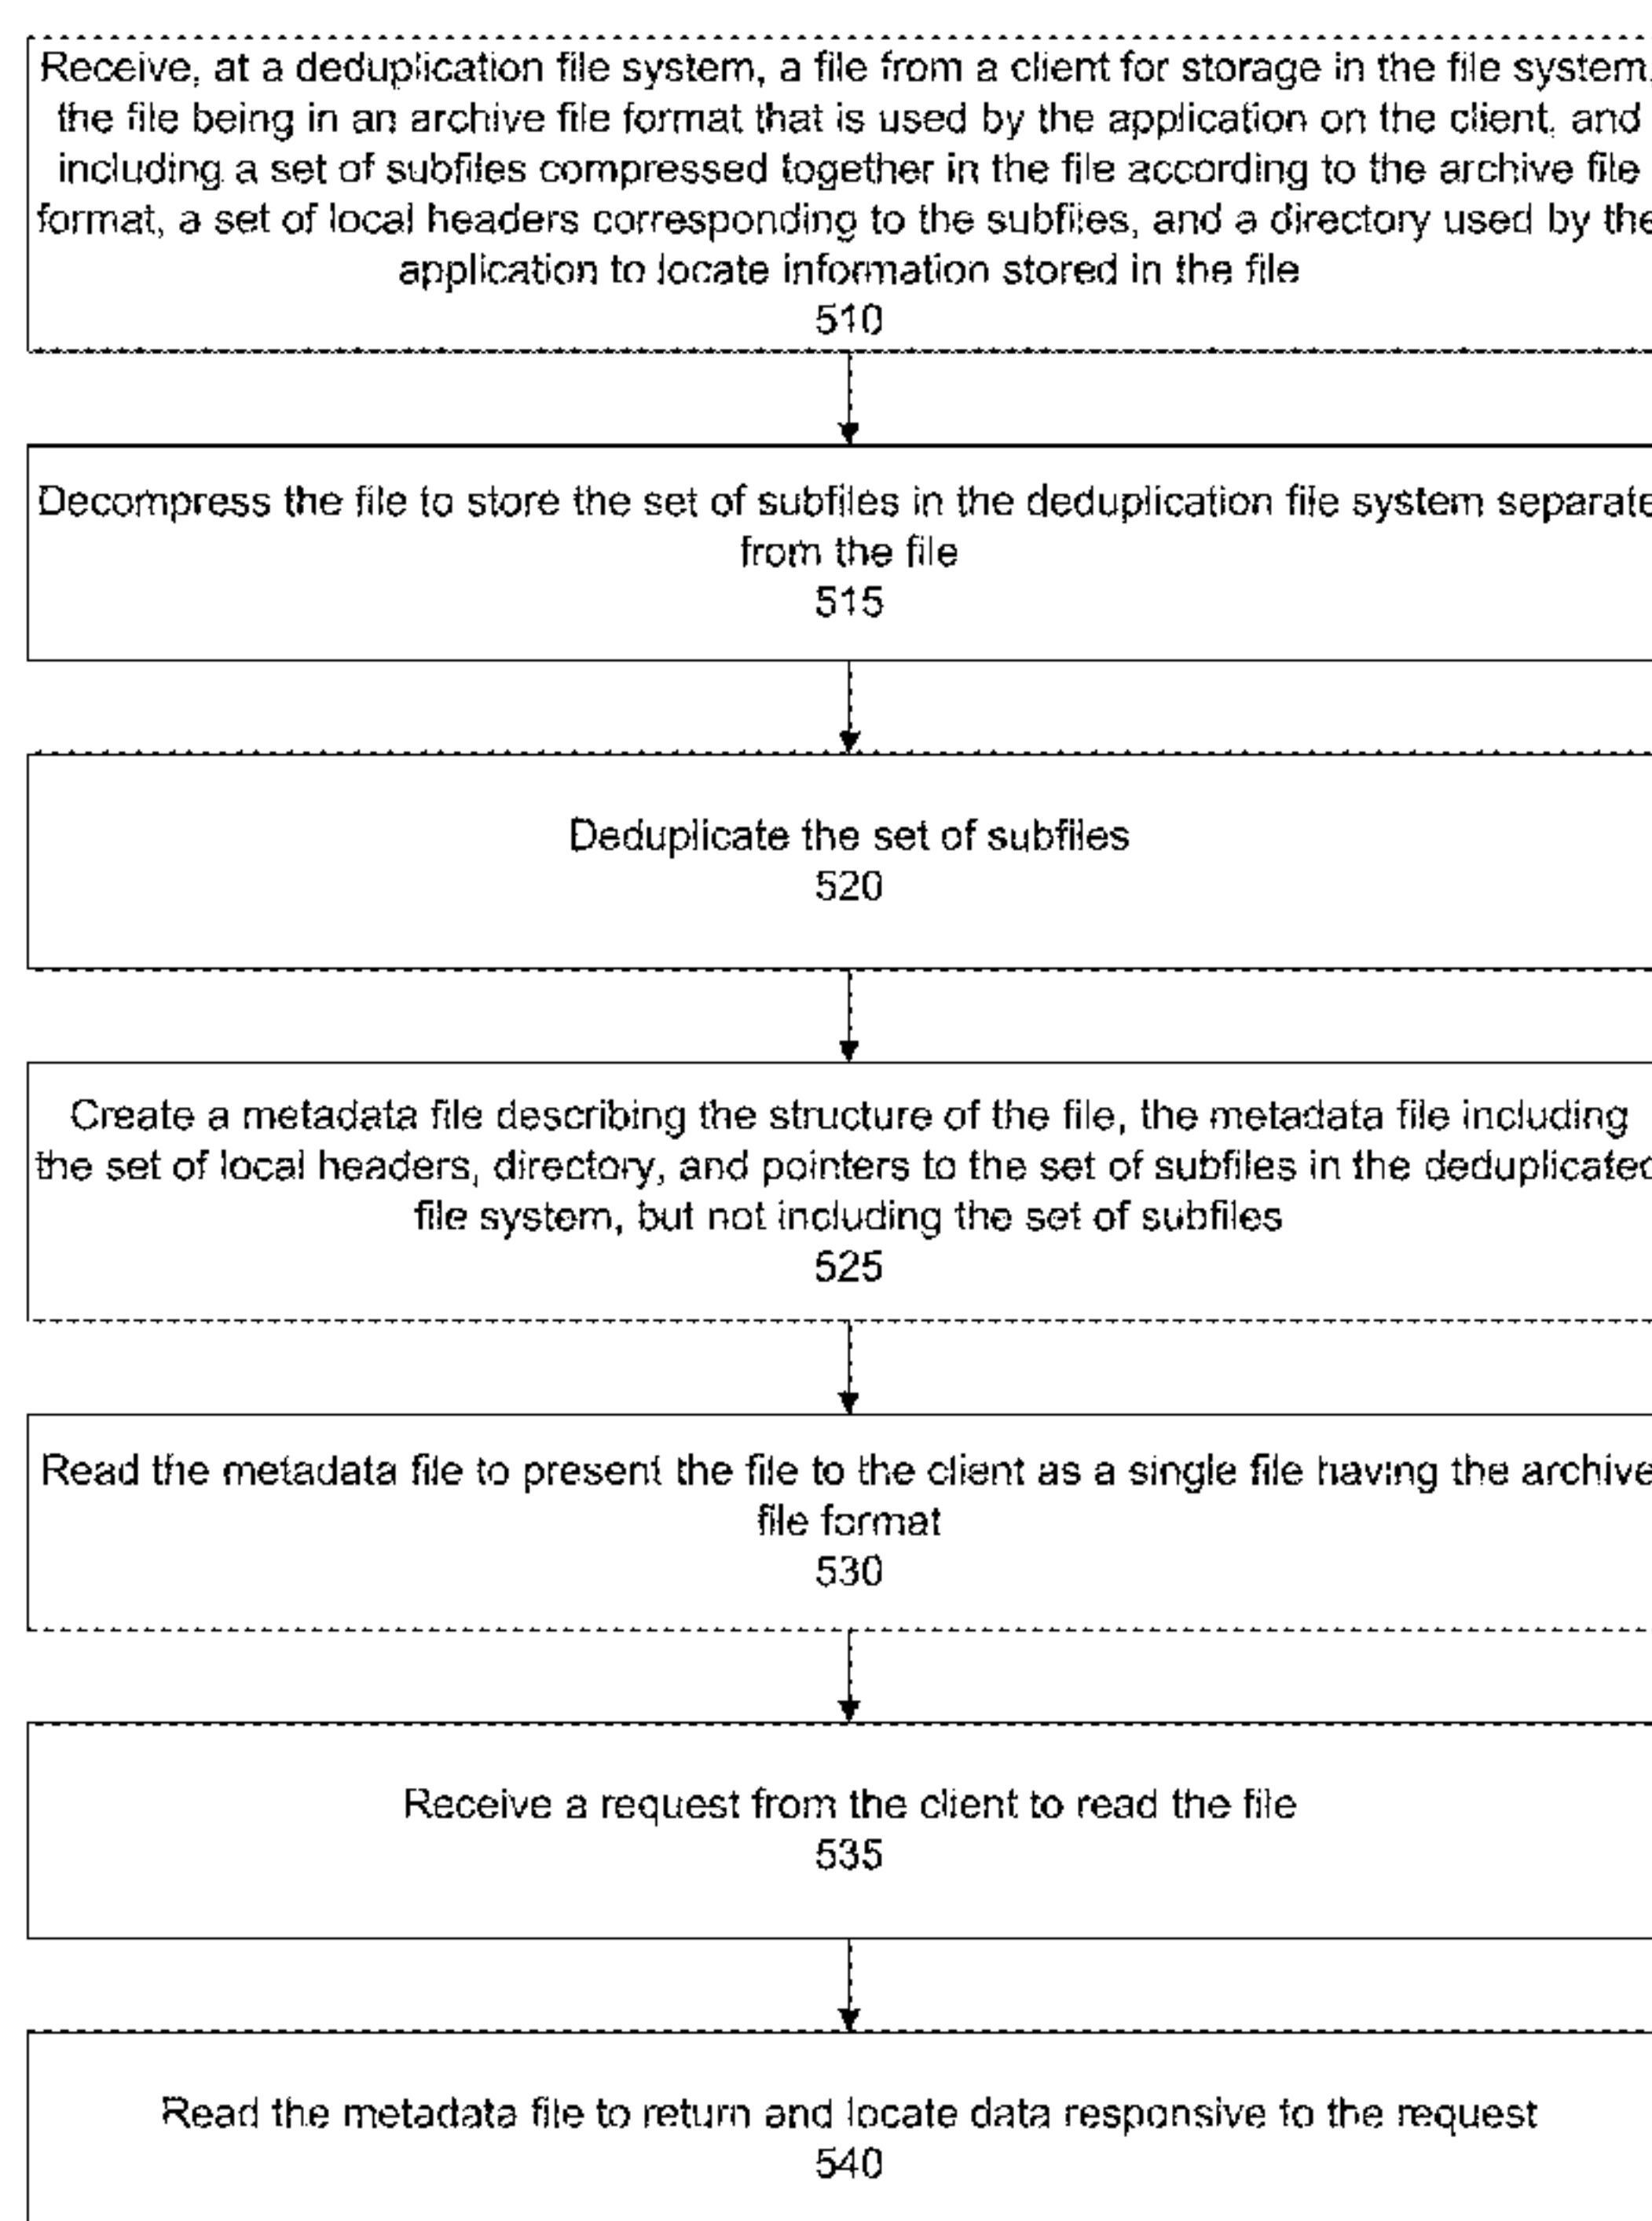 Receive, at a deduplication file system, a file from a client for storage in the file system,
the file being in an archive file format that is used by the application on the client, and
including a set of subfiles compressed together in the file according to the archive file
format, a set of local headers corresponding to the subfiles, and a directory used by the
application to locate information stored in the file
510
Decompress the file to store the set of subfiles in the deduplication file system separate
from the file
515
Deduplicate the set of subfiles
520
Create a metadata file describing the structure of the file, the metadata file including
the set of local headers, directory, and pointers to the set of subfiles in the deduplicated
file system, but not including the set of subfiles
525
Read the metadata file to present the file to the client as a single file having the archive
file format
530
Receive a request from the client to read the file
535
Read the metadata file to return and locate data responsive to the request
540